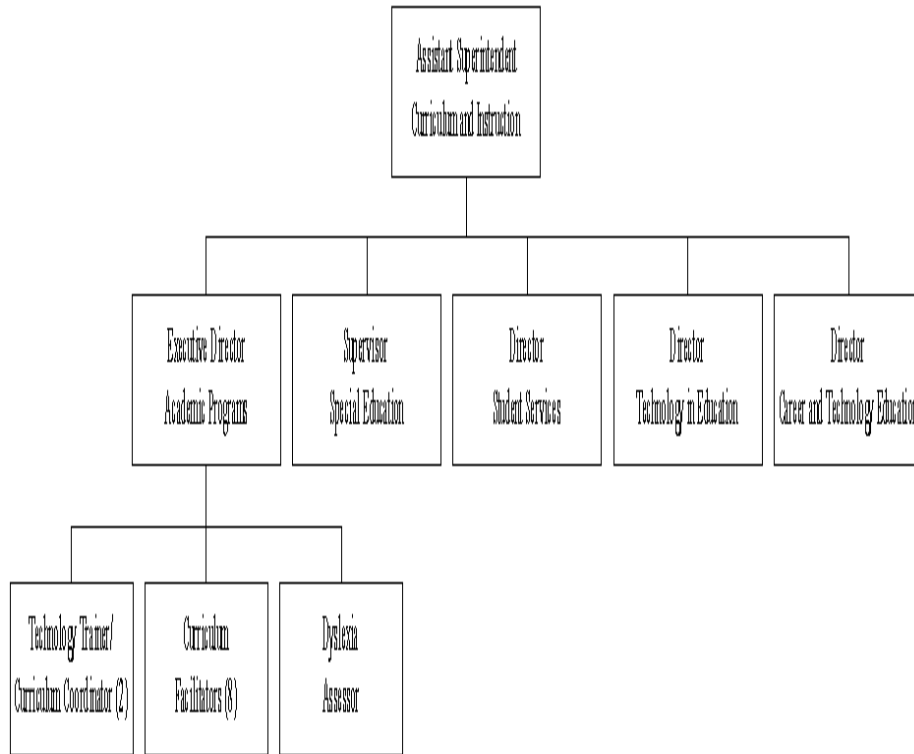 Assistant Superintendent
Curriculum and Instruction
Executive Director
Academic Programs
Supervisor
Special Education
Director
Student Services
Director
Technology in Education
Director
Career and Technology Education
Technology Trainer/
Curriculum Coordinator (2)
Curriculum
Facilitators (8)
Dyslexia
Assessor